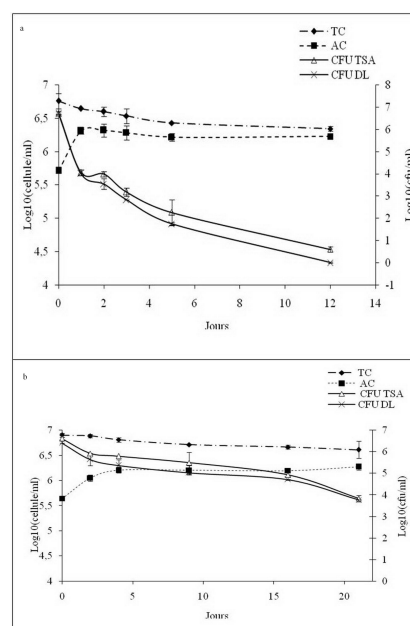 a
TC
AC
CFU TSA
CFU DL
Log10(cellule/ml)
7
6,5
6
5,5
5
4,5
4
8
7
6
5
4
3
2
1
0
-1
Log10(cfu/ml)
0 2 4 6 8 10 12 14
Jours
b
TC
AC
CFU TSA
CFU DL
Log10(cellule/ml)
7
6,5
6
5,5
5
4,5
4
7
6
5
4
3
2
1
0
Log10(cfu/ml)
0 5 10 15 20
Jours